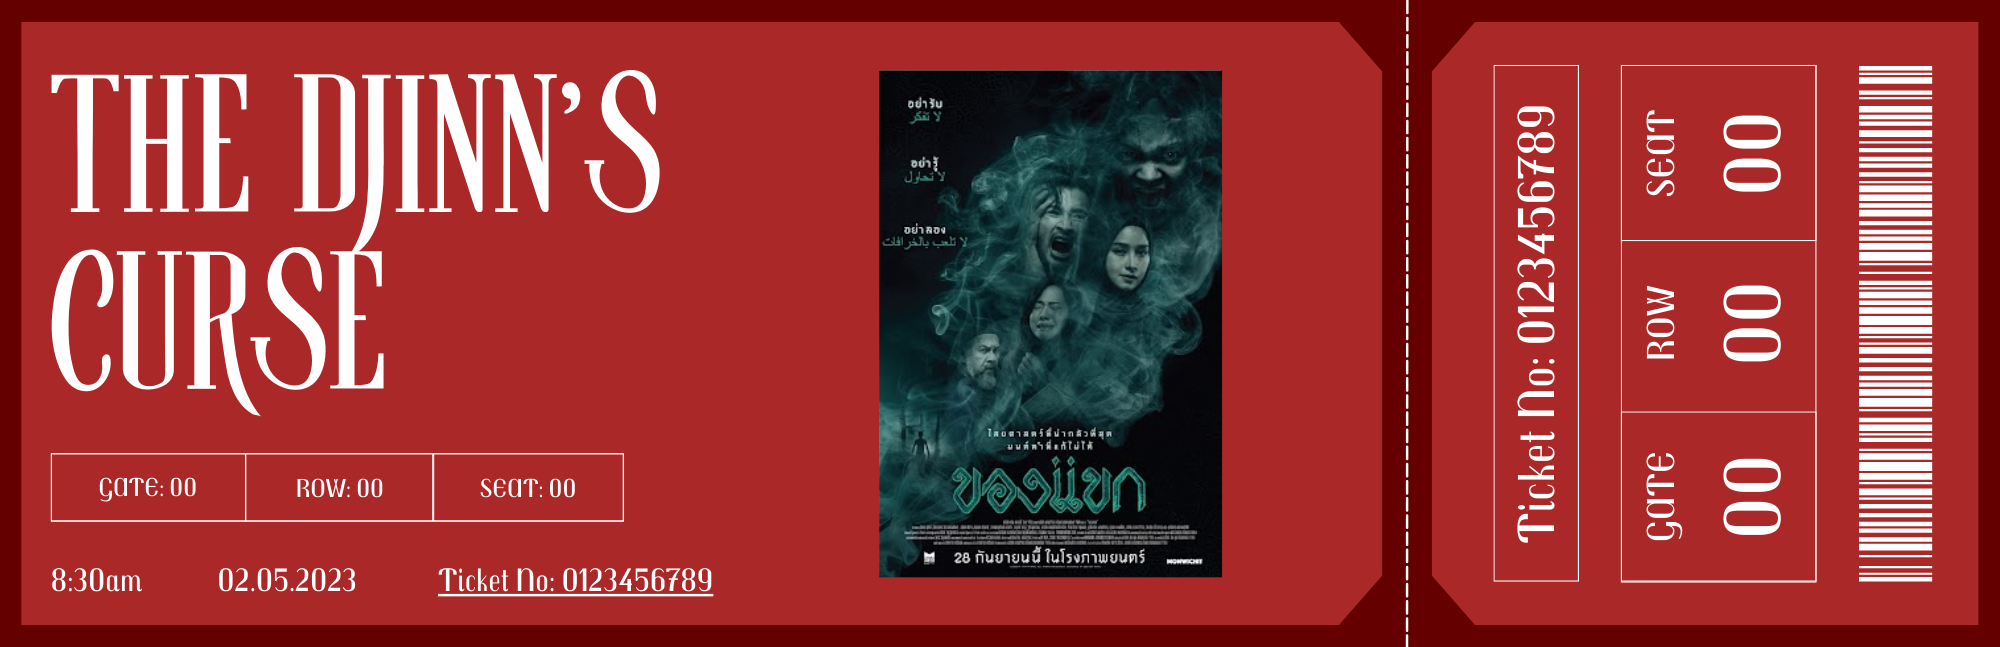 THE DJINN'S
CURSE
GATE: 00
ROW: 00
SEAT: 00
8:30am
02.05.2023
Ticket No: 0123456789
อย่ารับ
لا تفكر
อย่ารู้
لا تحاول
อย่าลอง
لا تلعب بالخرافات
ไสยศาสตร์ที่น่ากลัวที่สุด
มนต์ดำที่แก้ไม่ได้
ของแขก
28 กันยายนนี้ ในโรงภาพยนตร์
Ticket No: 0123456789
SEAT
00
ROW
00
GATE
00